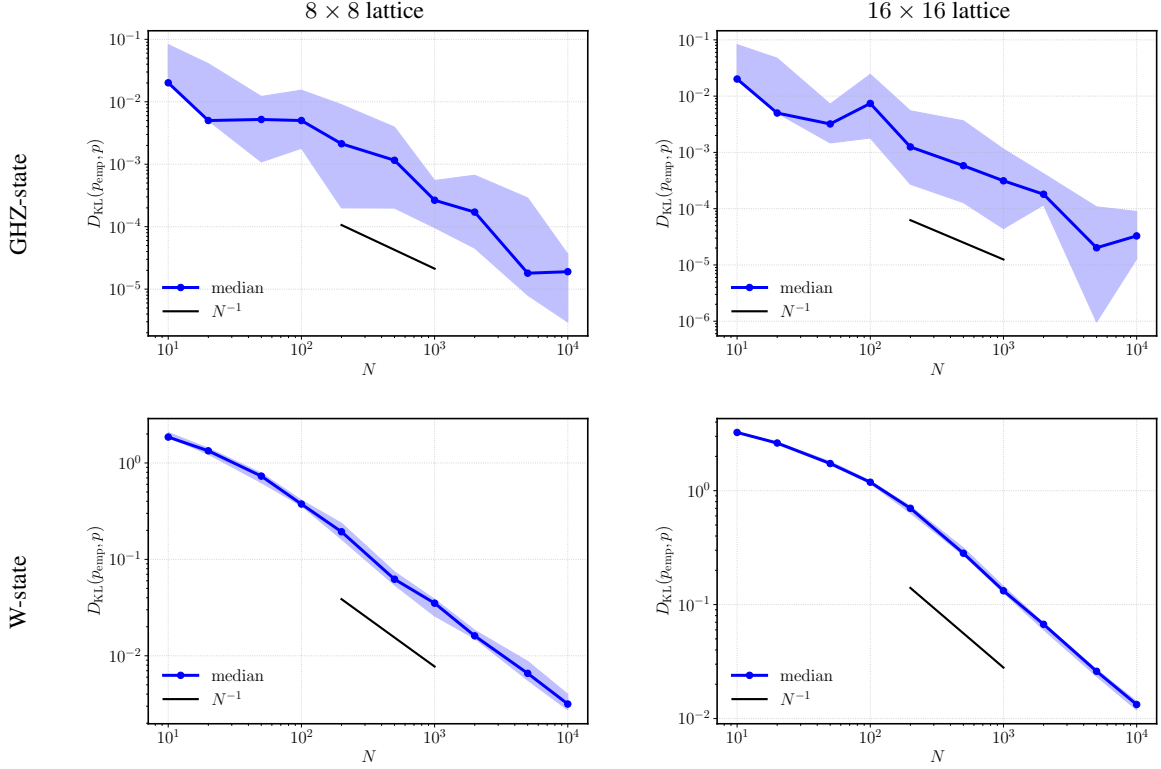 8 × 8 lattice
16 × 16 lattice
GHZ-state
D_KL(p_emp, p)
10^-1
10^-2
10^-3
10^-4
10^-5
median
N^-1
10^1
10^2
10^3
10^4
N
D_KL(p_emp, p)
10^-1
10^-2
10^-3
10^-4
10^-5
10^-6
median
N^-1
10^1
10^2
10^3
10^4
N
W-state
D_KL(p_emp, p)
10^0
10^-1
10^-2
median
N^-1
10^1
10^2
10^3
10^4
N
D_KL(p_emp, p)
10^0
10^-1
10^-2
median
N^-1
10^1
10^2
10^3
10^4
N